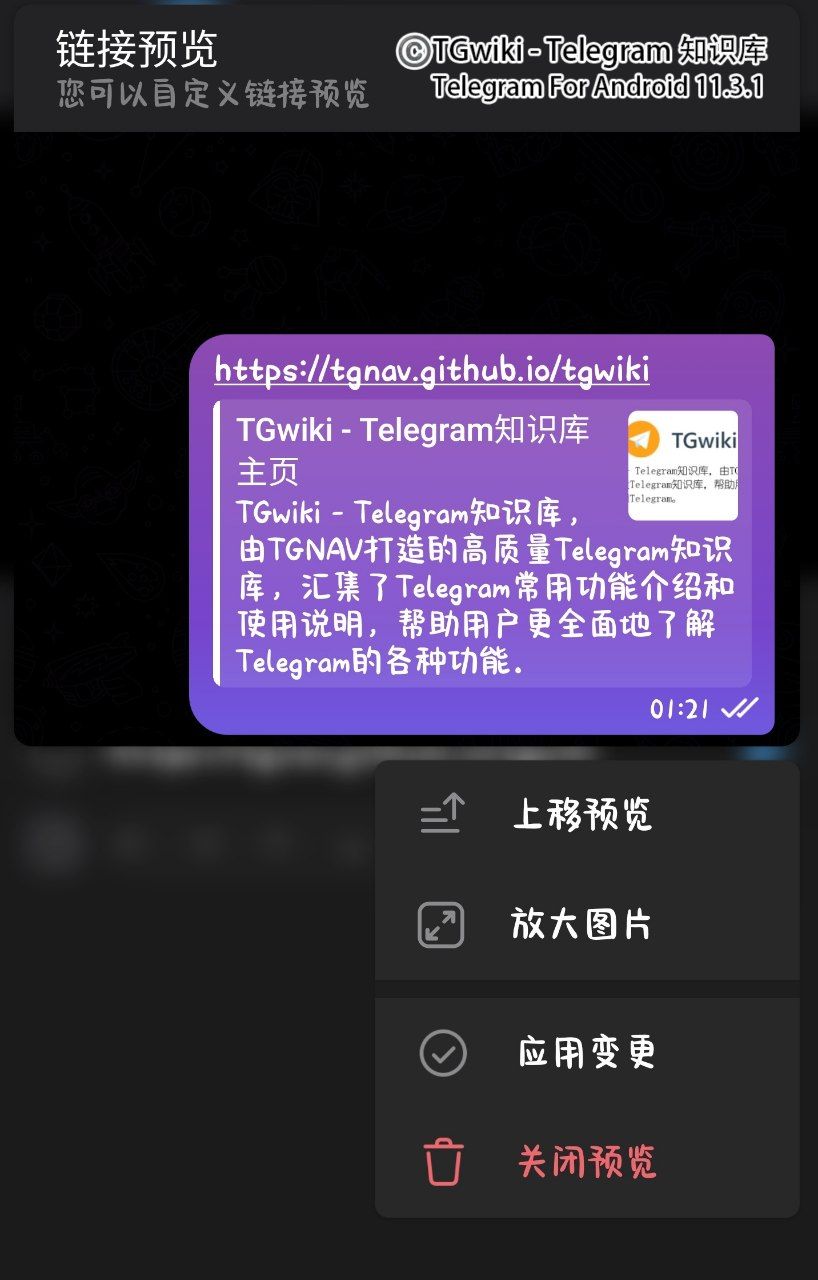 链接预览
©TGwiki - Telegram 知识库
您可以自定义链接预览
Telegram For Android 11.3.1
https://tgnav.github.io/tgwiki
TGwiki - Telegram知识库
主页
TGwiki
Telegram知识库，由TG
Telegram知识库，帮助
Telegram。
TGwiki - Telegram知识库，
由TGNAV打造的高质量Telegram知识
库，汇集了Telegram常用功能介绍和
使用说明，帮助用户更全面地了解
Telegram的各种功能.
01:21
上移预览
放大图片
应用变更
关闭预览